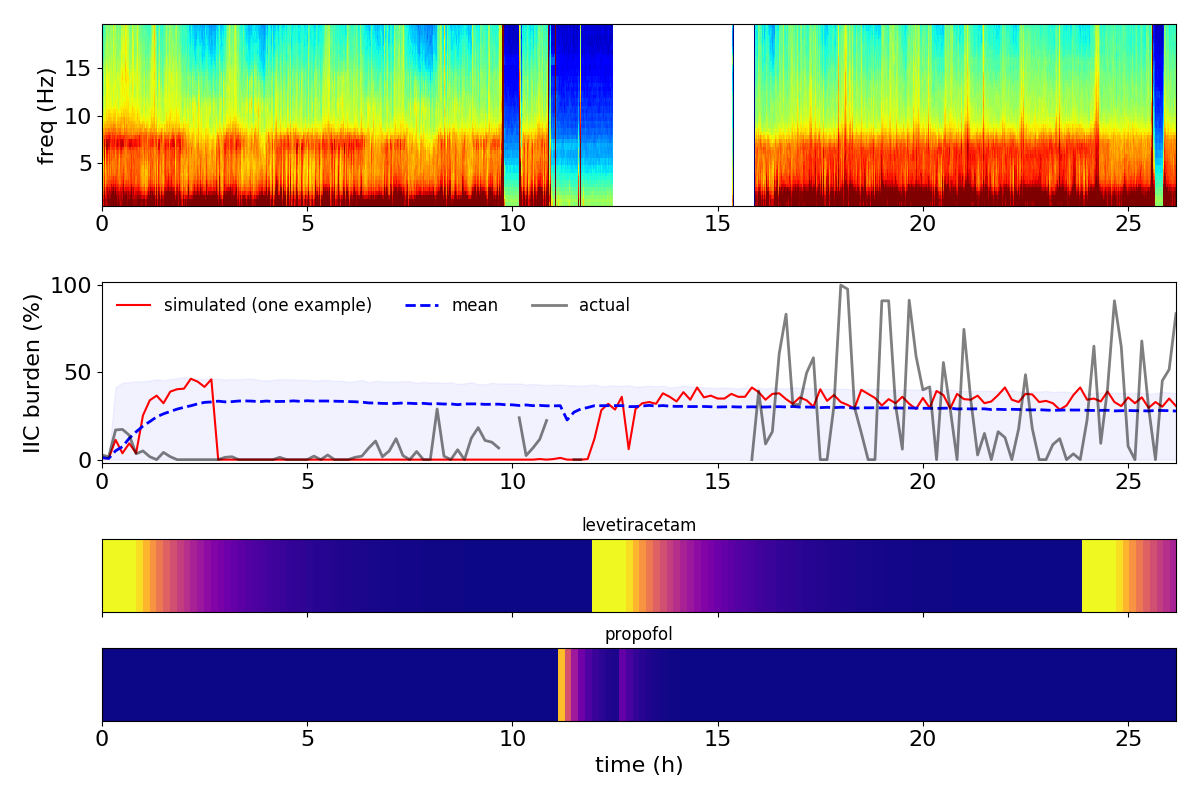 freq (Hz)
15
10
5
0 5 10 15 20 25
IIC burden (%)
100
50
0
simulated (one example) mean actual
0 5 10 15 20 25
levetiracetam
propofol
0 5 10 15 20 25
time (h)